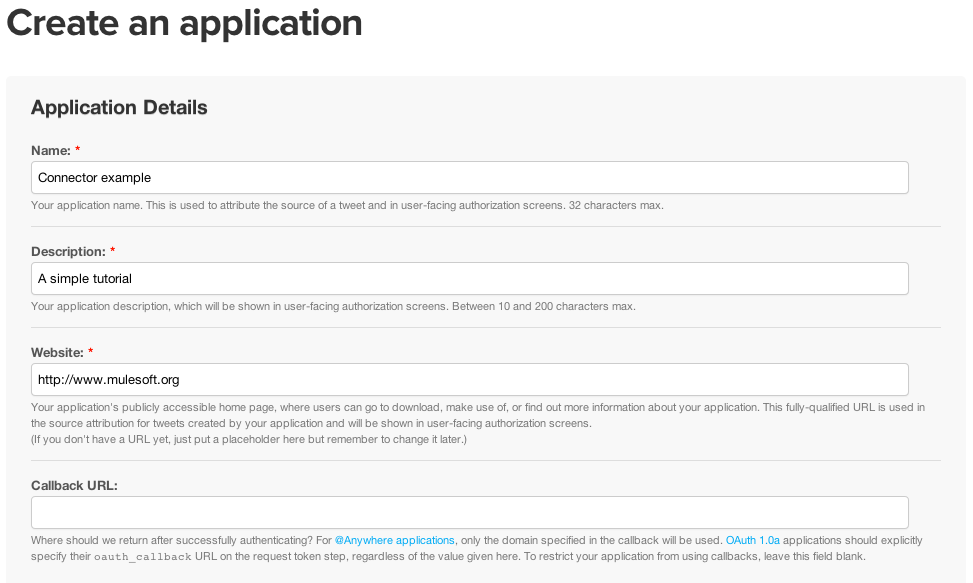 Create an application
Application Details
Name: *
Connector example
Your application name. This is used to attribute the source of a tweet and in user-facing authorization screens. 32 characters max.
Description: *
A simple tutorial
Your application description, which will be shown in user-facing authorization screens. Between 10 and 200 characters max.
Website: *
http://www.mulesoft.org
Your application's publicly accessible home page, where users can go to download, make use of, or find out more information about your application. This fully-qualified URL is used in
the source attribution for tweets created by your application and will be shown in user-facing authorization screens.
(If you don't have a URL yet, just put a placeholder here but remember to change it later.)
Callback URL:
Where should we return after successfully authenticating? For @Anywhere applications, only the domain specified in the callback will be used. OAuth 1.0a applications should explicitly
specify their oauth_callback URL on the request token step, regardless of the value given here. To restrict your application from using callbacks, leave this field blank.